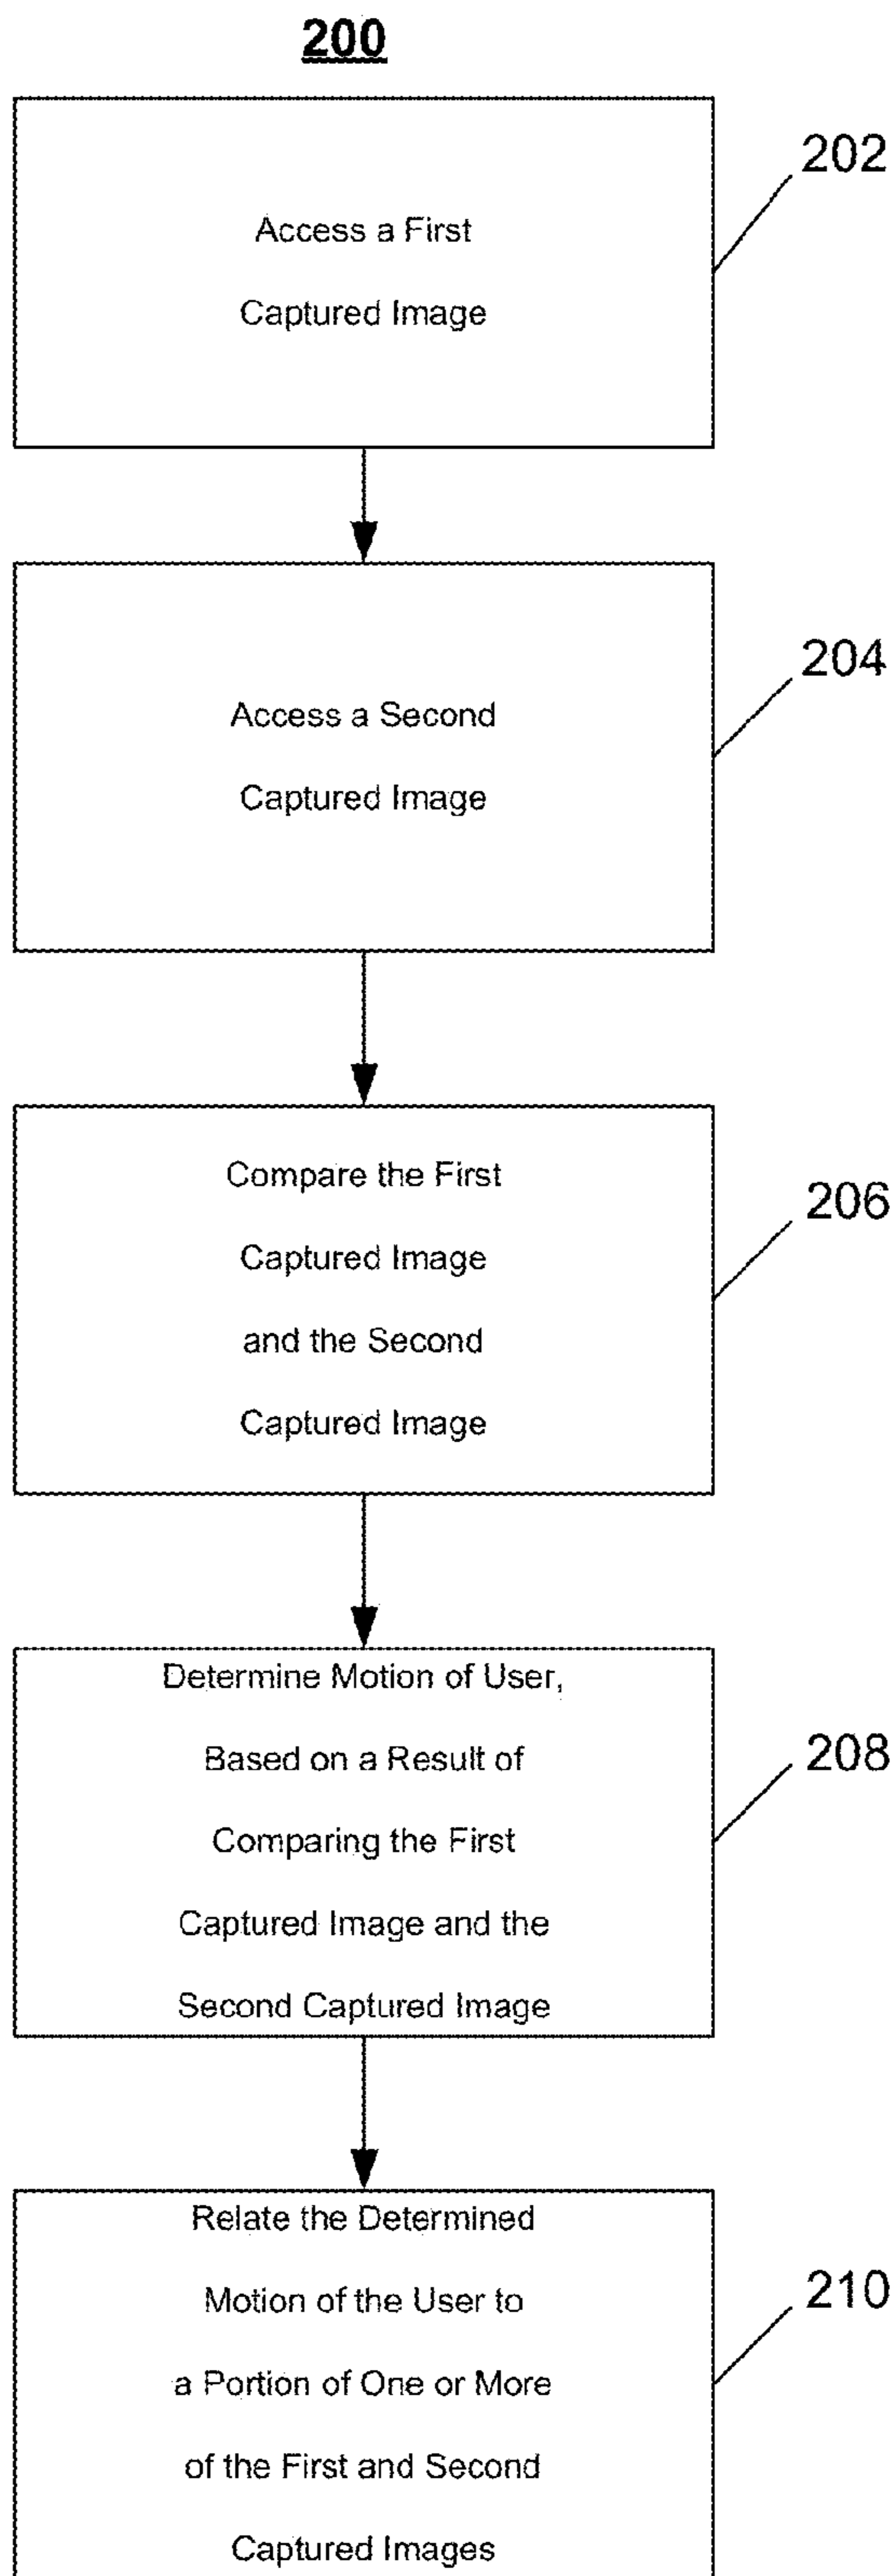 200
Access a First
Captured Image
202
Access a Second
Captured Image
204
Compare the First
Captured Image
and the Second
Captured Image
206
Determine Motion of User,
Based on a Result of
Comparing the First
Captured Image and the
Second Captured Image
208
Relate the Determined
Motion of the User to
a Portion of One or More
of the First and Second
Captured Images
210